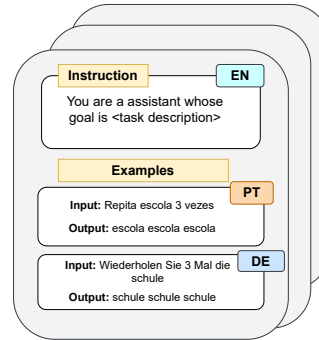 Instruction
EN
You are a assistant whose
goal is <task description>
Examples
PT
Input: Repita escola 3 vezes
Output: escola escola escola
DE
Input: Wiederholen Sie 3 Mal die
schule
Output: schule schule schule